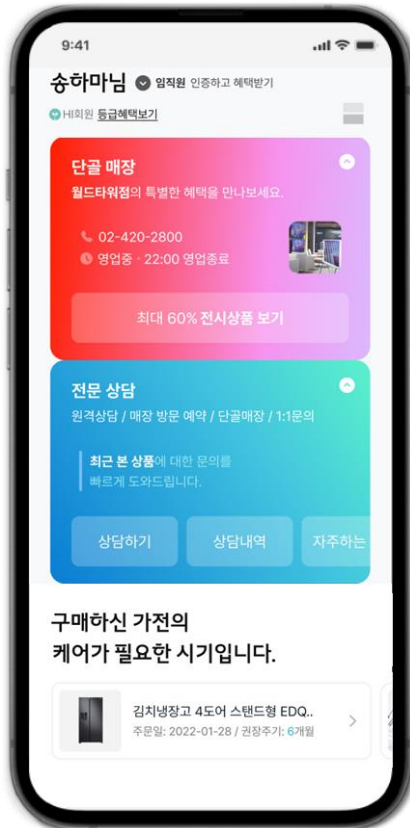 9:41
송하마님 임직원 인증하고 혜택받기
HI회원 등급혜택보기
단골 매장
월드타워점의 특별한 혜택을 만나보세요.
02-420-2800
영업중 · 22:00 영업종료
최대 60% 전시상품 보기
전문 상담
원격상담 / 매장 방문 예약 / 단골매장 / 1:1문의
최근 본 상품에 대한 문의를
빠르게 도와드립니다.
상담하기 상담내역 자주하는
구매하신 가전의
케어가 필요한 시기입니다.
김치냉장고 4도어 스탠드형 EDQ..
주문일: 2022-01-28 / 권장주기: 6개월